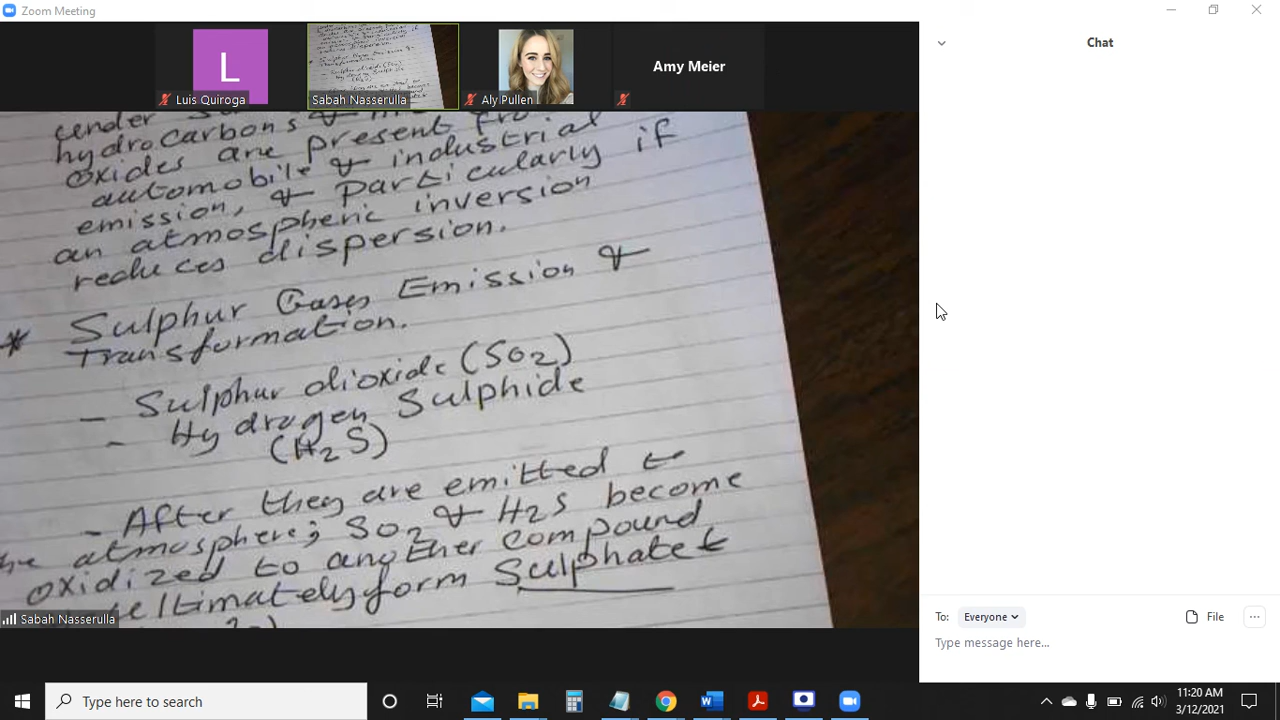 Zoom Meeting
Chat
L
Luis Quiroga
Sabah Nasserulla
Aly Pullen
Amy Meier
under
hydrocarbons &
oxides are present
automobile & industrial
emission, & Particularly if
an atmospheric inversion
reduces dispersion.
* Sulphur Gases Emission &
Transformation.
- Sulphur dioxide (SO2)
- Hydrogen Sulphide
(H2S)
- After they are emitted to
the atmosphere; SO2 & H2S become
oxidized to another compound
ultimately form Sulphate
Sabah Nasserulla
To: Everyone
File
Type message here...
Type here to search
11:20 AM
3/12/2021